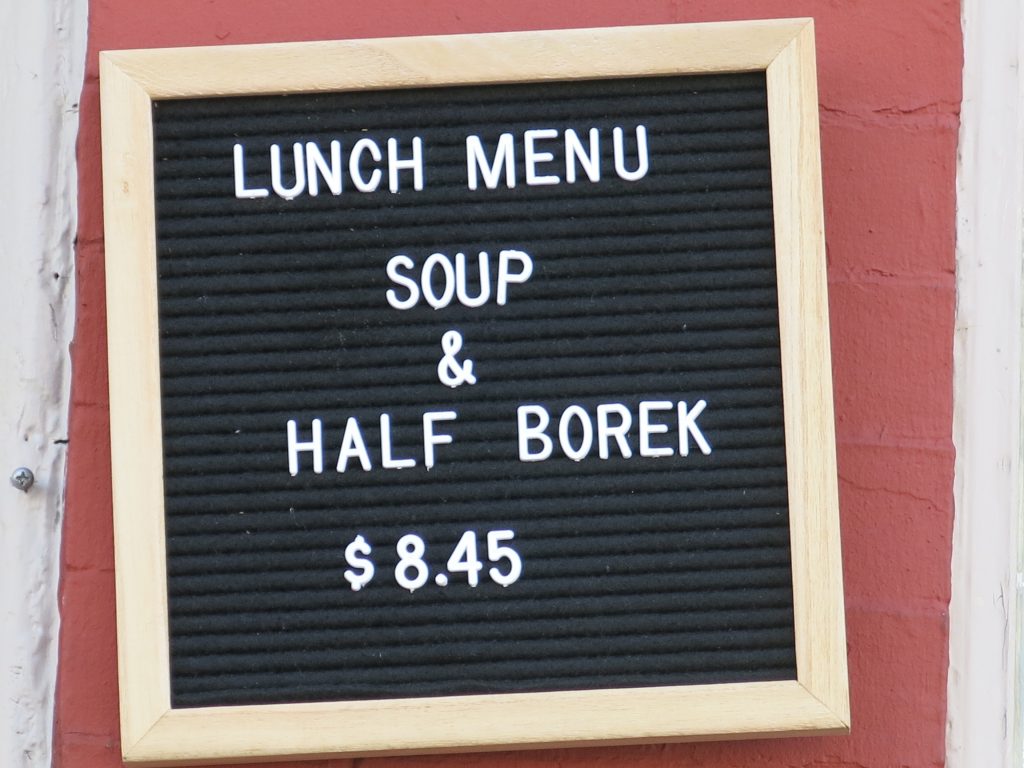 LUNCH MENU
SOUP
&
HALF BOREK
$8.45